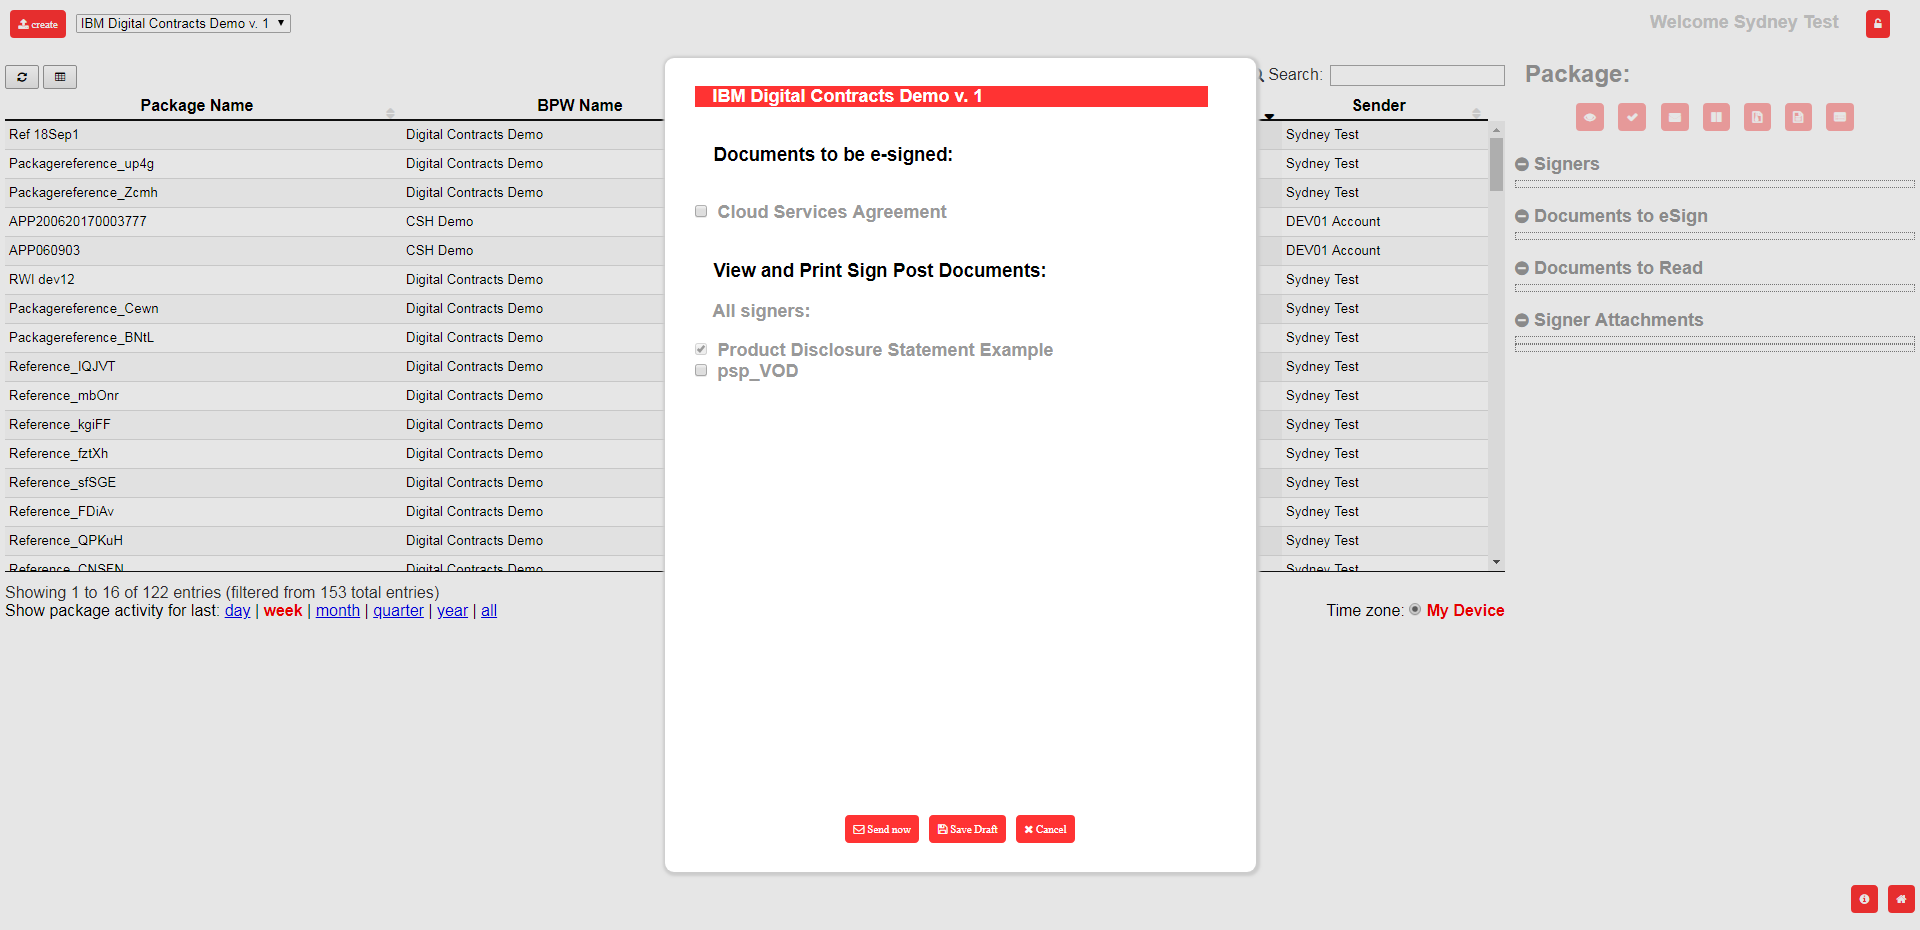 create
IBM Digital Contracts Demo v. 1
Welcome Sydney Test
Search:
Package Name
BPW Name
Sender
Ref 18Sep1 Digital Contracts Demo Sydney Test
Packagereference_up4g Digital Contracts Demo Sydney Test
Packagereference_Zcmh Digital Contracts Demo Sydney Test
APP200620170003777 CSH Demo DEV01 Account
APP060903 CSH Demo DEV01 Account
RWI dev12 Digital Contracts Demo Sydney Test
Packagereference_Cewn Digital Contracts Demo Sydney Test
Packagereference_BNtL Digital Contracts Demo Sydney Test
Reference_IQJVT Digital Contracts Demo Sydney Test
Reference_mbOnr Digital Contracts Demo Sydney Test
Reference_kgiFF Digital Contracts Demo Sydney Test
Reference_fztXh Digital Contracts Demo Sydney Test
Reference_sfSGE Digital Contracts Demo Sydney Test
Reference_FDiAv Digital Contracts Demo Sydney Test
Reference_QPKuH Digital Contracts Demo Sydney Test
Reference_CNSEN Digital Contracts Demo Sydney Test
Showing 1 to 16 of 122 entries (filtered from 153 total entries)
Show package activity for last: day | week | month | quarter | year | all
Time zone: My Device
IBM Digital Contracts Demo v. 1
Documents to be e-signed:
Cloud Services Agreement
View and Print Sign Post Documents:
All signers:
Product Disclosure Statement Example
psp_VOD
Send now
Save Draft
Cancel
Package:
Signers
Documents to eSign
Documents to Read
Signer Attachments